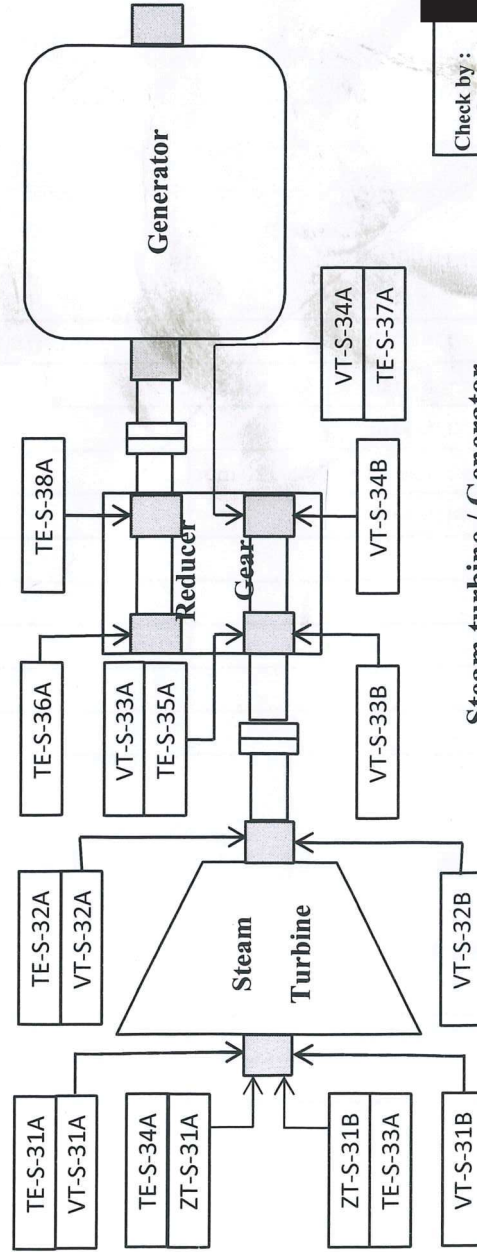 TE-S-31A
VT-S-31A
TE-S-34A
ZT-S-31A
ZT-S-31B
TE-S-33A
VT-S-31B
Steam
Turbine
TE-S-32A
VT-S-32A
VT-S-32B
TE-S-36A
VT-S-33A
TE-S-35A
VT-S-33B
Reducer
Gear
TE-S-38A
VT-S-34A
TE-S-37A
VT-S-34B
Generator
Steam turbine / Generator
Check by :